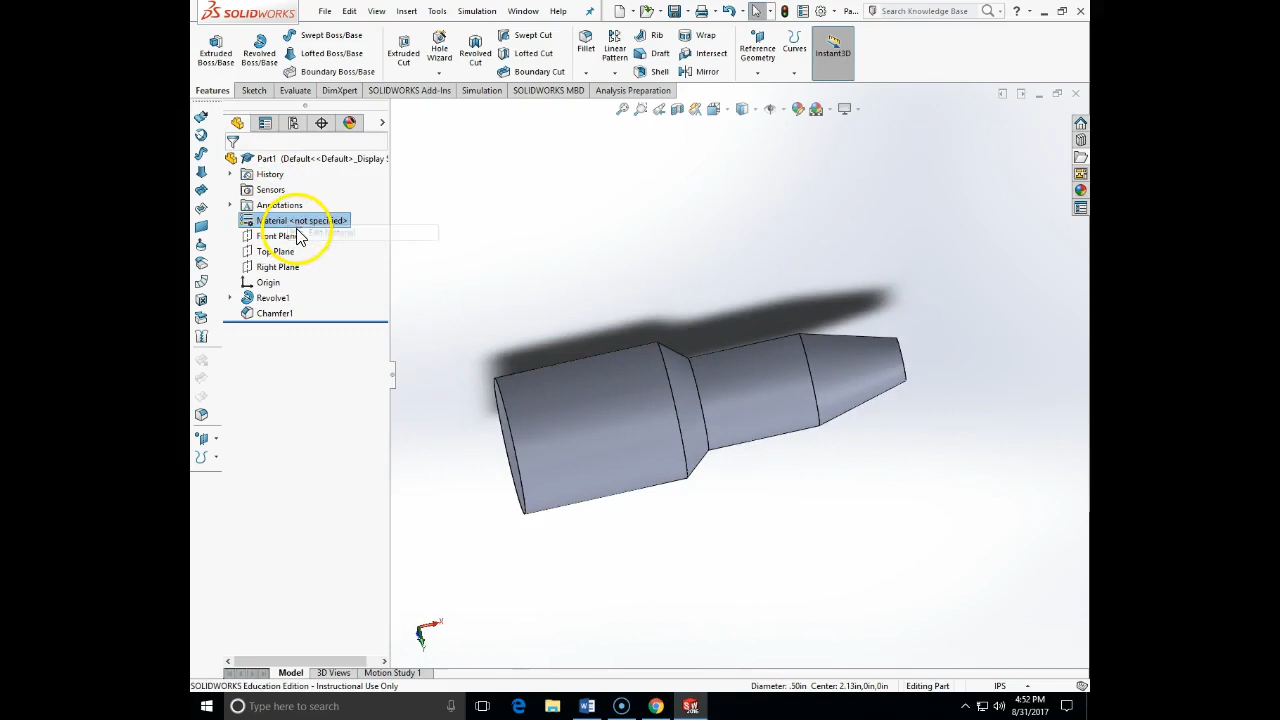 SOLIDWORKS File Edit View Insert Tools Simulation Window Help Pa... Search Knowledge Base ?
Extruded Boss/Base
Revolved Boss/Base
Swept Boss/Base
Lofted Boss/Base
Boundary Boss/Base
Extruded Cut
Hole Wizard
Revolved Cut
Swept Cut
Lofted Cut
Boundary Cut
Fillet
Linear Pattern
Rib
Draft
Shell
Wrap
Intersect
Mirror
Reference Geometry
Curves
Instant3D
Features Sketch Evaluate DimXpert SOLIDWORKS Add-Ins Simulation SOLIDWORKS MBD Analysis Preparation
Part1 (Default<<Default>_Display S
History
Sensors
Annotations
Material <not specified>
Edit Material
Front Plane
Top Plane
Right Plane
Origin
Revolve1
Chamfer1
X
Y
Model 3D Views Motion Study 1
SOLIDWORKS Education Edition - Instructional Use Only Diameter: .50in Center: 2.13in,0in,0in Editing Part IPS
Type here to search
4:52 PM
8/31/2017